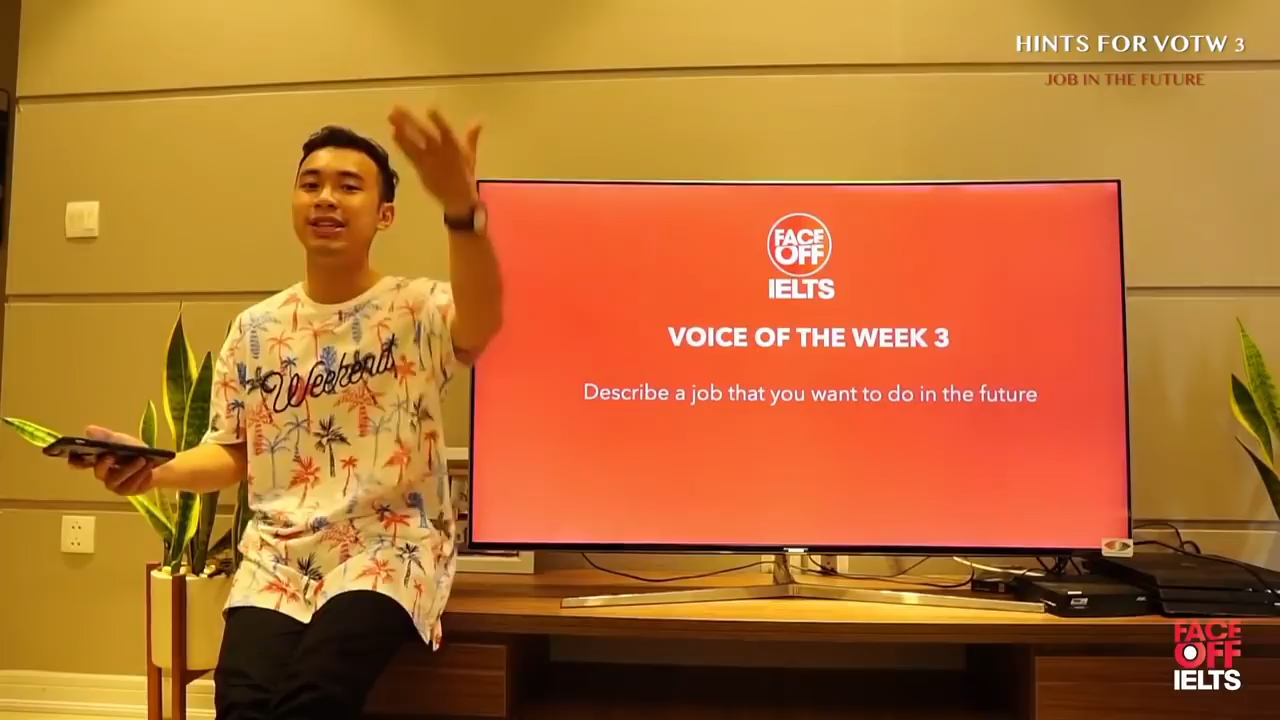 HINTS FOR VOTW 3
JOB IN THE FUTURE
FACE
OFF
IELTS
VOICE OF THE WEEK 3
Describe a job that you want to do in the future
Weekend
FACE
OFF
IELTS